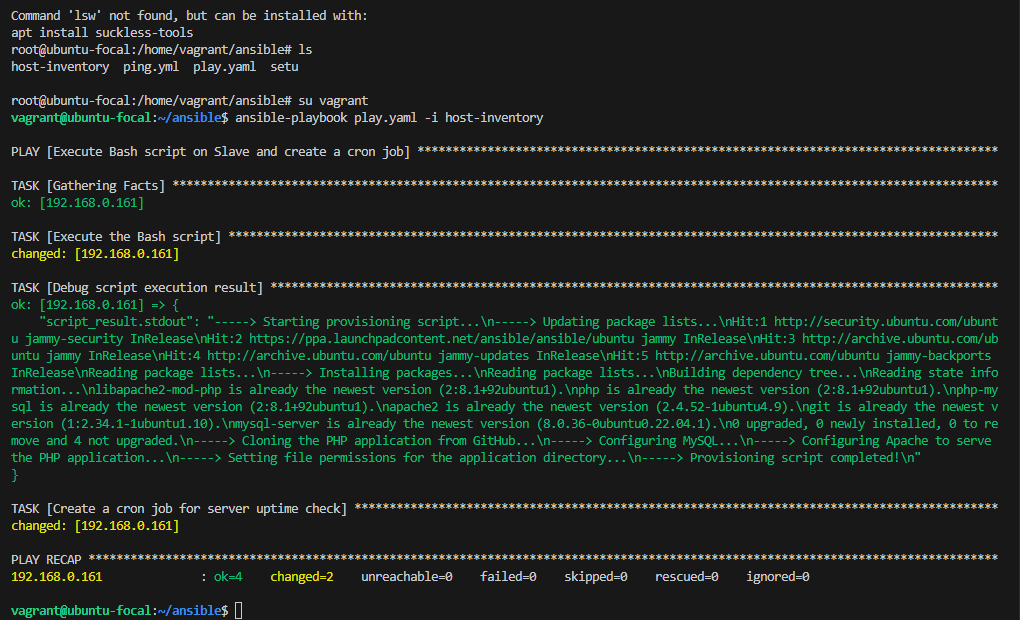 Command 'lsw' not found, but can be installed with:
apt install suckless-tools
root@ubuntu-focal:/home/vagrant/ansible# ls
host-inventory  ping.yml  play.yaml  setu
root@ubuntu-focal:/home/vagrant/ansible# su vagrant
vagrant@ubuntu-focal:~/ansible$ ansible-playbook play.yaml -i host-inventory
PLAY [Execute Bash script on Slave and create a cron job] ***********************************************************************************
TASK [Gathering Facts] **********************************************************************************************************************
ok: [192.168.0.161]
TASK [Execute the Bash script] **************************************************************************************************************
changed: [192.168.0.161]
TASK [Debug script execution result] ********************************************************************************************************
ok: [192.168.0.161] => {
    "script_result.stdout": "-----> Starting provisioning script...\n-----> Updating package lists...\nHit:1 http://security.ubuntu.com/ubunt
u jammy-security InRelease\nHit:2 https://ppa.launchpadcontent.net/ansible/ansible/ubuntu jammy InRelease\nHit:3 http://archive.ubuntu.com/ub
untu jammy InRelease\nHit:4 http://archive.ubuntu.com/ubuntu jammy-updates InRelease\nHit:5 http://archive.ubuntu.com/ubuntu jammy-backports
InRelease\nReading package lists...\n-----> Installing packages...\nReading package lists...\nBuilding dependency tree...\nReading state info
rmation...\nlibapache2-mod-php is already the newest version (2:8.1+92ubuntu1).\nphp is already the newest version (2:8.1+92ubuntu1).\nphp-my
sql is already the newest version (2:8.1+92ubuntu1).\napache2 is already the newest version (2.4.52-1ubuntu4.9).\ngit is already the newest v
ersion (1:2.34.1-1ubuntu1.10).\nmysql-server is already the newest version (8.0.36-0ubuntu0.22.04.1).\n0 upgraded, 0 newly installed, 0 to re
move and 4 not upgraded.\n-----> Cloning the PHP application from GitHub...\n-----> Configuring MySQL...\n-----> Configuring Apache to serve
the PHP application...\n-----> Setting file permissions for the application directory...\n-----> Provisioning script completed!\n"
}
TASK [Create a cron job for server uptime check] ********************************************************************************************
changed: [192.168.0.161]
PLAY RECAP **********************************************************************************************************************************
192.168.0.161              : ok=4    changed=2    unreachable=0    failed=0    skipped=0    rescued=0    ignored=0
vagrant@ubuntu-focal:~/ansible$